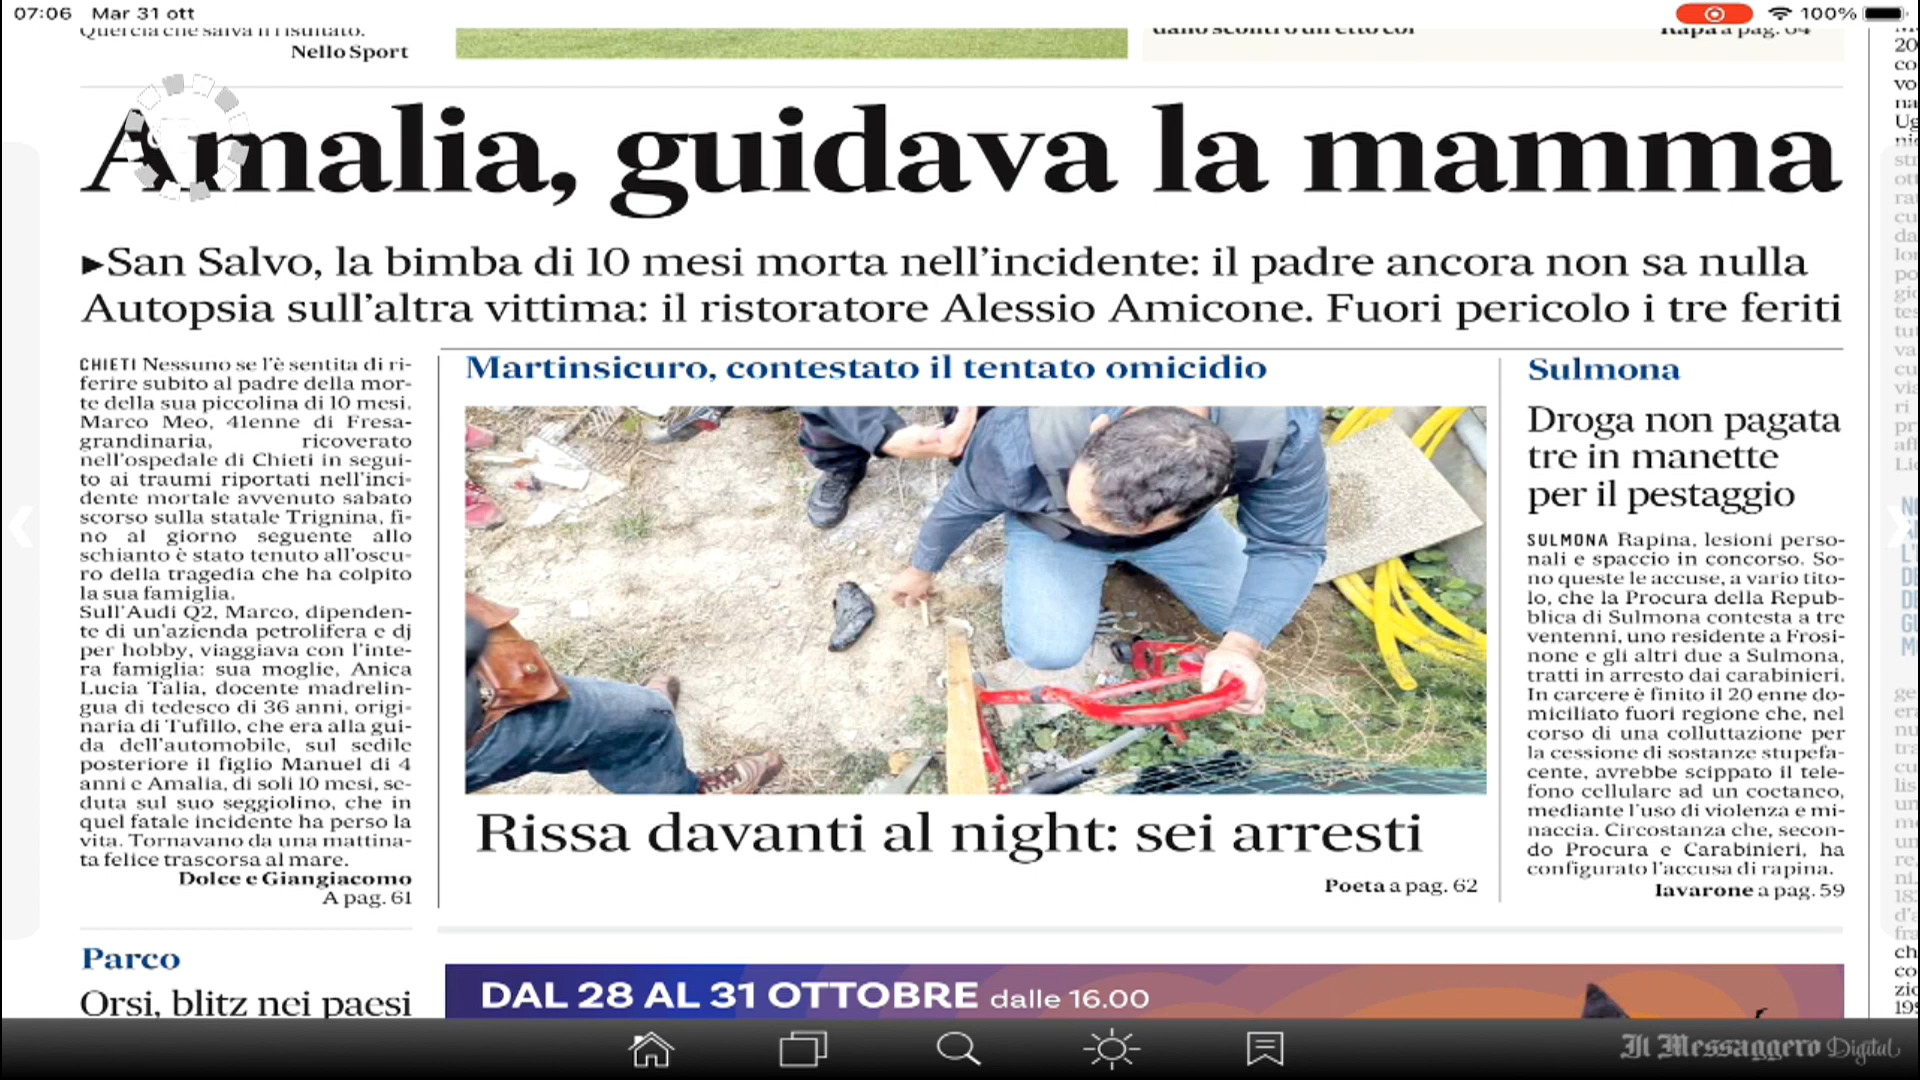 07:06 Mar 31 ott
100%
Quercia che salva il risultato.
Nello Sport
Rapa a pag. 64
Amalia, guidava la mamma
►San Salvo, la bimba di 10 mesi morta nell'incidente: il padre ancora non sa nulla
Autopsia sull'altra vittima: il ristoratore Alessio Amicone. Fuori pericolo i tre feriti
CHIETI Nessuno se l'è sentita di ri-
ferire subito al padre della mor-
te della sua piccolina di 10 mesi.
Marco Meo, 41enne di Fresa-
grandinaria, ricoverato
nell'ospedale di Chieti in segui-
to ai traumi riportati nell'inci-
dente mortale avvenuto sabato
scorso sulla statale Trignina, fi-
no al giorno seguente allo
schianto è stato tenuto all'oscu-
ro della tragedia che ha colpito
la sua famiglia.
Sull'Audi Q2, Marco, dipenden-
te di un'azienda petrolifera e dj
per hobby, viaggiava con l'inte-
ra famiglia: sua moglie, Anica
Lucia Talia, docente madrelin-
gua di tedesco di 36 anni, origi-
naria di Tufillo, che era alla gui-
da dell'automobile, sul sedile
posteriore il figlio Manuel di 4
anni e Amalia, di soli 10 mesi, se-
duta sul suo seggiolino, che in
quel fatale incidente ha perso la
vita. Tornavano da una mattina-
ta felice trascorsa al mare.
Dolce e Giangiacomo
A pag. 61
Martinsicuro, contestato il tentato omicidio
Rissa davanti al night: sei arresti
Poeta a pag. 62
Sulmona
Droga non pagata
tre in manette
per il pestaggio
SULMONA Rapina, lesioni perso-
nali e spaccio in concorso. So-
no queste le accuse, a vario tito-
lo, che la Procura della Repub-
blica di Sulmona contesta a tre
ventenni, uno residente a Frosi-
none e gli altri due a Sulmona,
tratti in arresto dai carabinieri.
In carcere è finito il 20 enne do-
miciliato fuori regione che, nel
corso di una colluttazione per
la cessione di sostanze stupefa-
cente, avrebbe scippato il tele-
fono cellulare ad un coetaneo,
mediante l'uso di violenza e mi-
naccia. Circostanza che, secon-
do Procura e Carabinieri, ha
configurato l'accusa di rapina.
Iavarone a pag. 59
Parco
Orsi, blitz nei paesi
DAL 28 AL 31 OTTOBRE dalle 16.00
Il Messaggero Digital